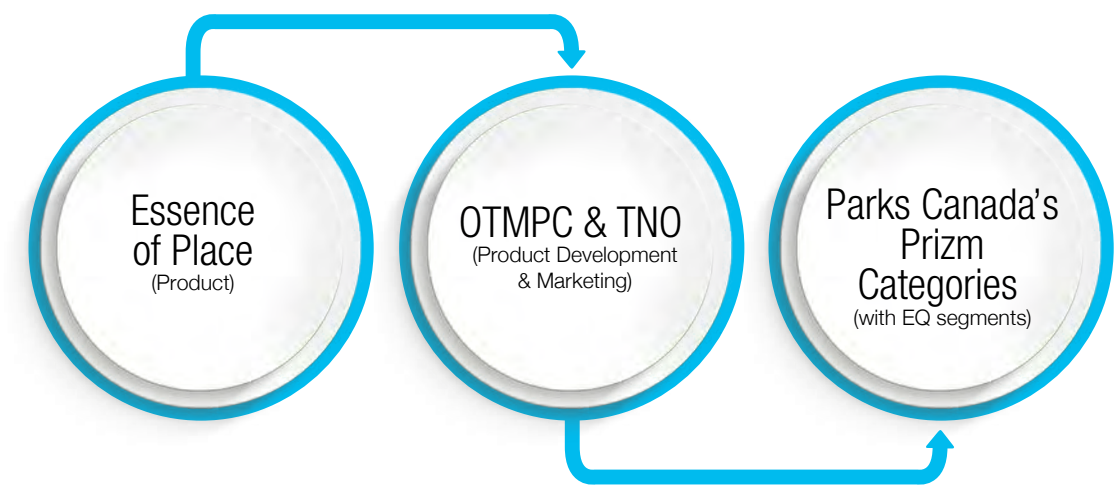 Essence
of Place
(Product)
OTMPC & TNO
(Product Development
& Marketing)
Parks Canada's
Prizm
Categories
(with EQ segments)